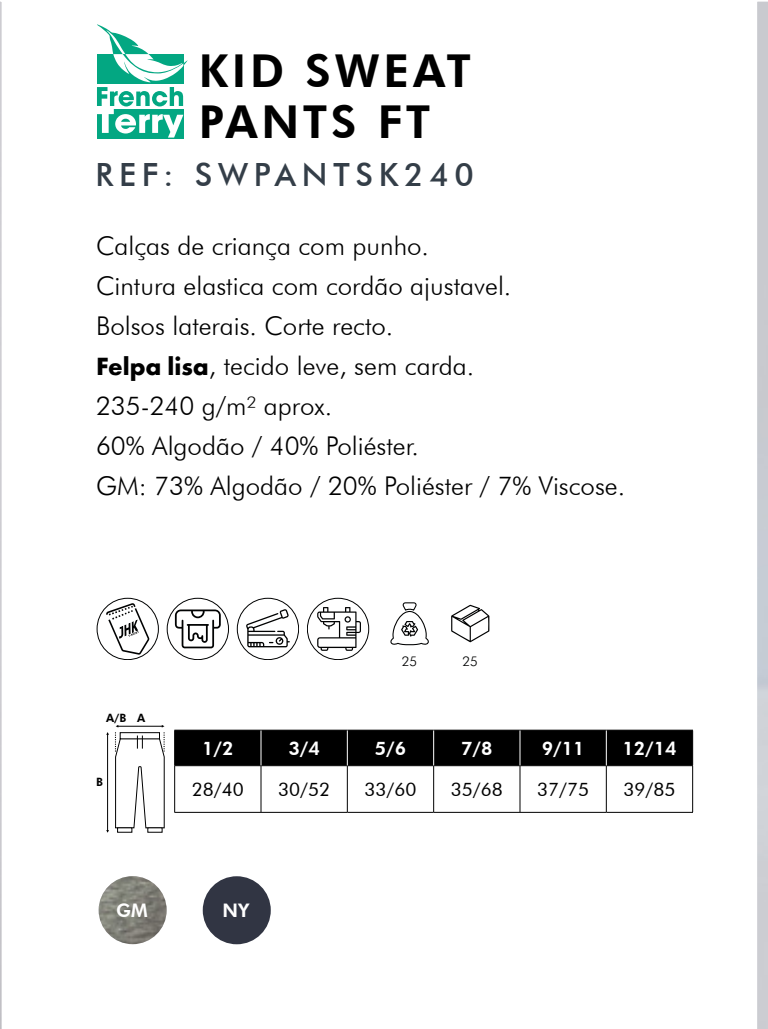 French
Terry
KID SWEAT
PANTS FT
REF: SWPANTSK240
Calças de criança com punho.
Cintura elastica com cordão ajustavel.
Bolsos laterais. Corte recto.
Felpa lisa, tecido leve, sem carda.
235-240 g/m² aprox.
60% Algodão / 40% Poliéster.
GM: 73% Algodão / 20% Poliéster / 7% Viscose.
JHK
25 25
A/B A
B
1/2 3/4 5/6 7/8 9/11 12/14
28/40 30/52 33/60 35/68 37/75 39/85
GM NY